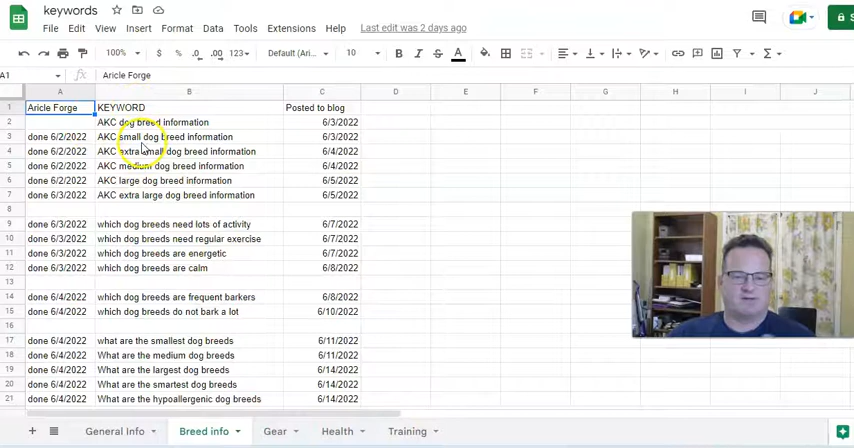 keywords
File Edit View Insert Format Data Tools Extensions Help Last edit was 2 days ago
100% $ % .0 .00 123 Default (Ari... 10 B I S A
A1 fx Aricle Forge
A B C D E F G H I J
1 Aricle Forge KEYWORD Posted to blog
2 AKC dog breed information 6/3/2022
3 done 6/2/2022 AKC small dog breed information 6/3/2022
4 done 6/2/2022 AKC extra small dog breed information 6/4/2022
5 done 6/2/2022 AKC medium dog breed information 6/4/2022
6 done 6/2/2022 AKC large dog breed information 6/5/2022
7 done 6/3/2022 AKC extra large dog breed information 6/5/2022
8
9 done 6/3/2022 which dog breeds need lots of activity 6/7/2022
10 done 6/3/2022 which dog breeds need regular exercise 6/7/2022
11 done 6/3/2022 which dog breeds are energetic 6/7/2022
12 done 6/3/2022 which dog breeds are calm 6/8/2022
13
14 done 6/4/2022 which dog breeds are frequent barkers 6/8/2022
15 done 6/4/2022 which dog breeds do not bark a lot 6/10/2022
16
17 done 6/4/2022 what are the smallest dog breeds 6/11/2022
18 done 6/4/2022 What are the medium dog breeds 6/11/2022
19 done 6/4/2022 What are the largest dog breeds 6/14/2022
20 done 6/4/2022 What are the smartest dog breeds 6/14/2022
21 done 6/4/2022 What are the hypoallergenic dog breeds 6/14/2022
+ General Info Breed info Gear Health Training